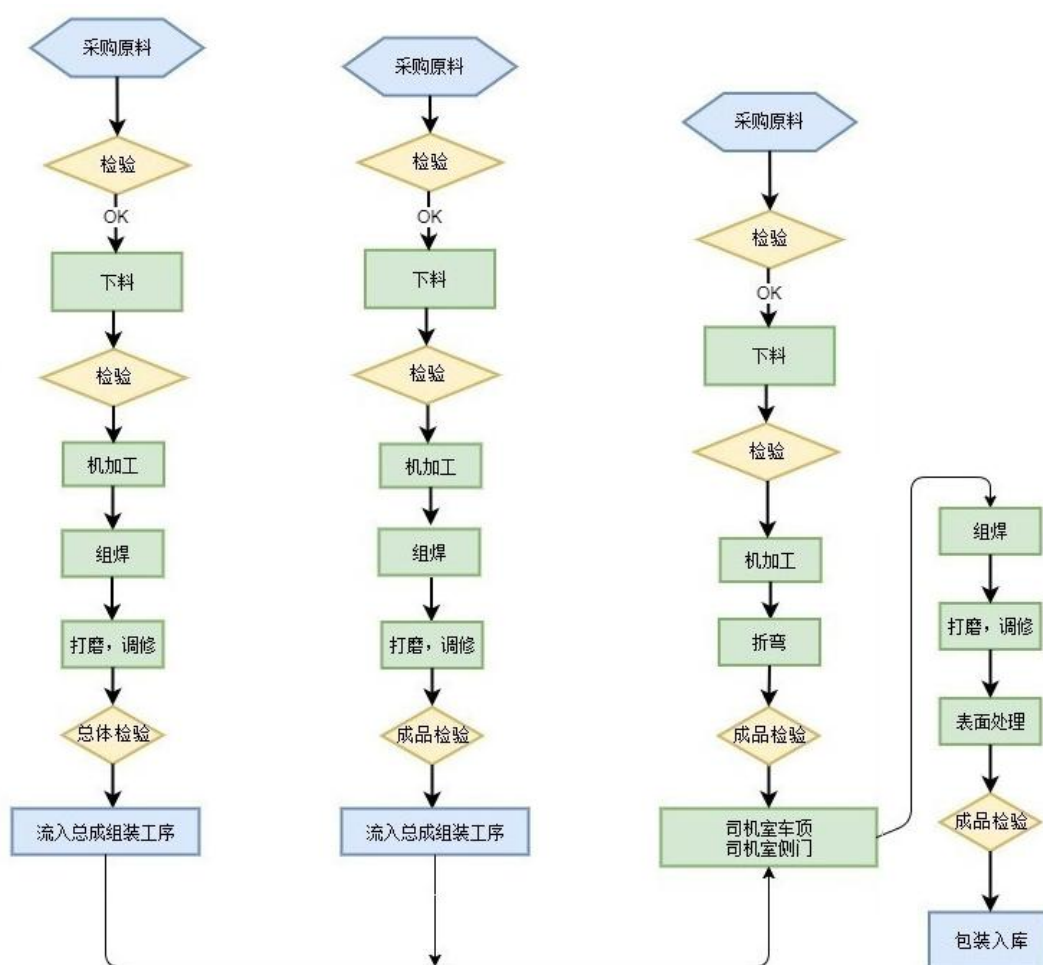 采购原料
检验
OK
下料
检验
机加工
组焊
打磨，调修
总体检验
流入总成组装工序
采购原料
检验
OK
下料
检验
机加工
组焊
打磨，调修
成品检验
流入总成组装工序
采购原料
检验
OK
下料
检验
机加工
折弯
成品检验
司机室车顶
司机室侧门
组焊
打磨，调修
表面处理
成品检验
包装入库